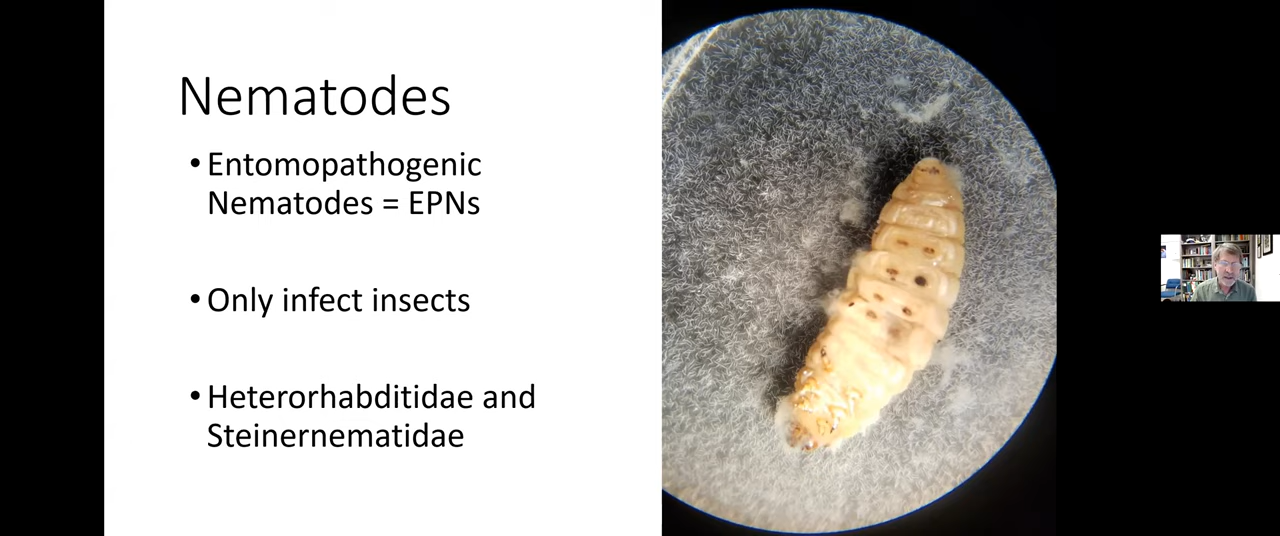 Nematodes
• Entomopathogenic
Nematodes = EPNs
• Only infect insects
• Heterorhabditidae and
Steinernematidae